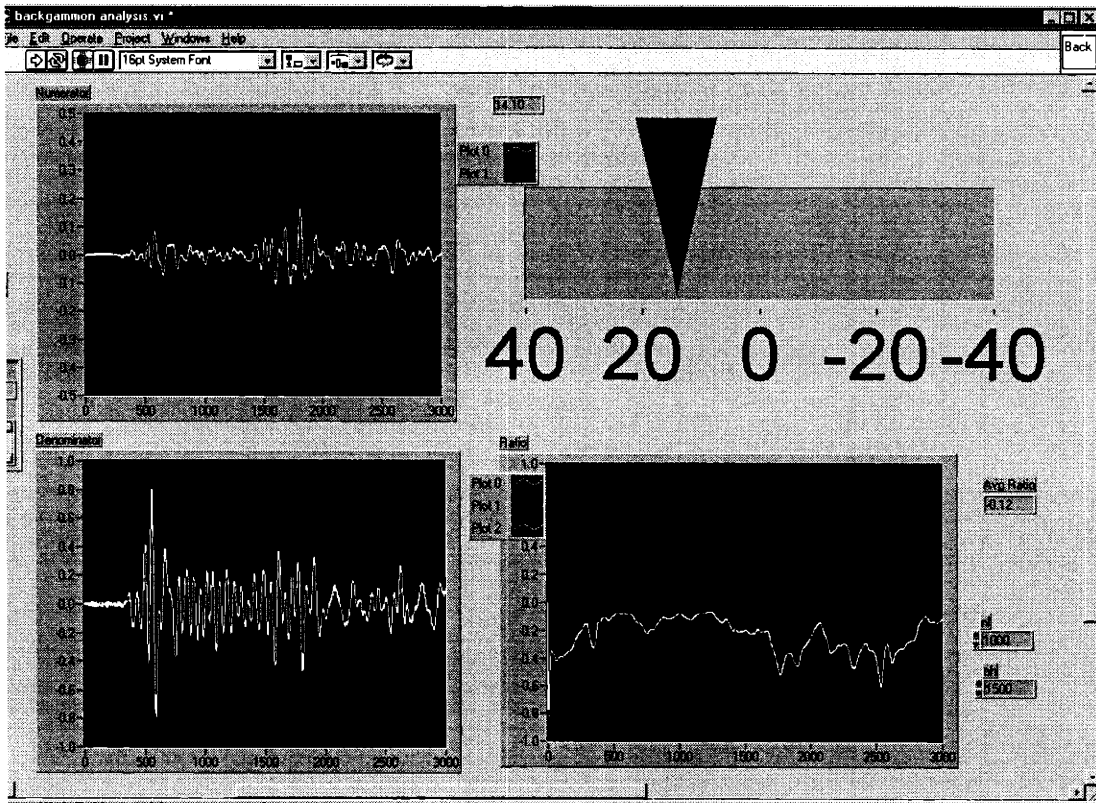 backgammon analysis.vi *
File Edit Operate Project Windows Help
16pt System Font
Back
Numerator
0.5
0.4
0.3
0.2
0.1
0.0
-0.1
-0.2
-0.3
-0.4
-0.5
0 500 1000 1500 2000 2500 3000
14.10
Plot 0
Plot 1
40 20 0 -20 -40
Denominator
1.0
0.8
0.6
0.4
0.2
0.0
-0.2
-0.4
-0.6
-0.8
-1.0
0 500 1000 1500 2000 2500 3000
Ratio
1.0
Plot 0
Plot 1
Plot 2
0.4
0.2
0.0
-0.2
-0.4
-0.6
-0.8
-1.0
0 500 1000 1500 2000 2500 3000
Avg Ratio
-0.12
1000
1500